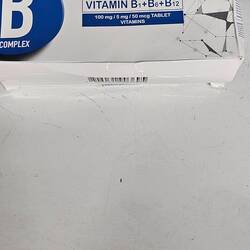 B
COMPLEX
VITAMIN B1+B6+B12
100 mg / 5 mg / 50 mcg TABLET
VITAMINS